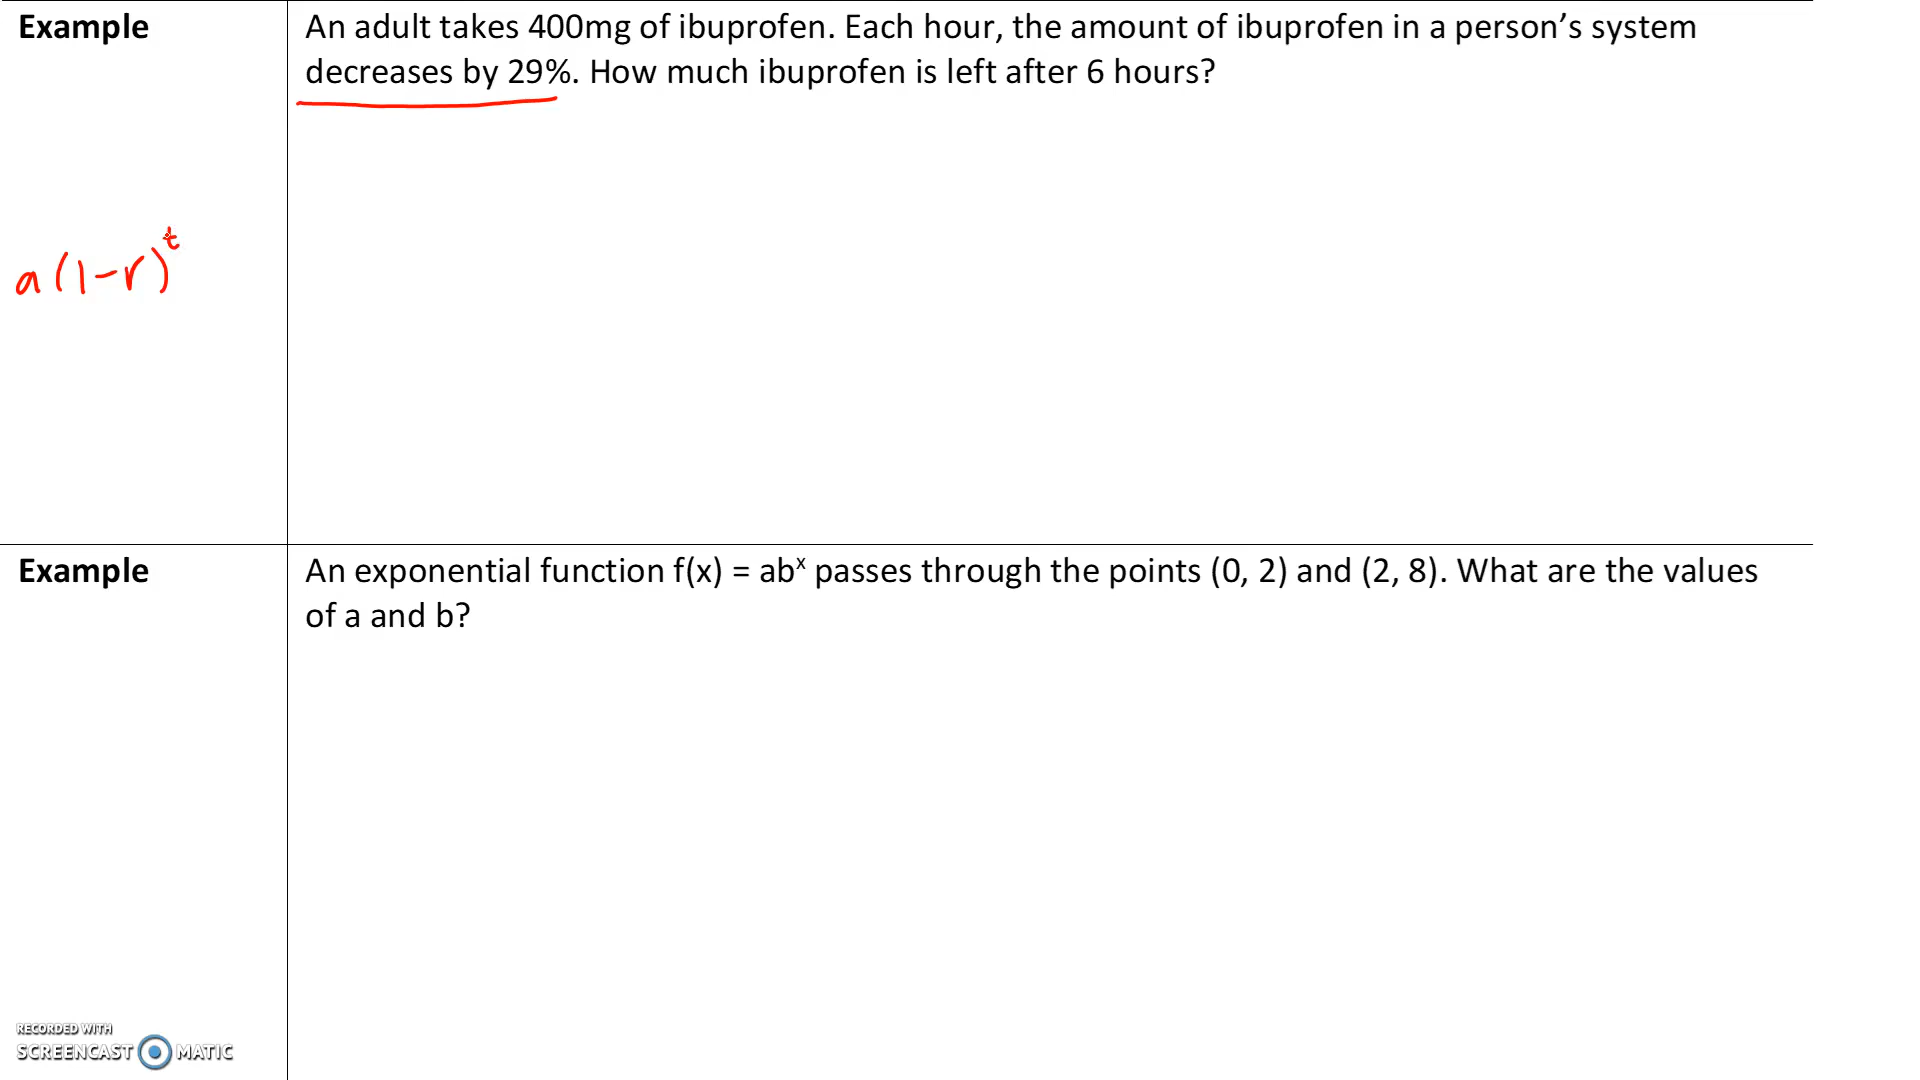 Example
An adult takes 400mg of ibuprofen. Each hour, the amount of ibuprofen in a person’s system
decreases by 29%. How much ibuprofen is left after 6 hours?
a(1-r)^t
Example
An exponential function f(x) = abˣ passes through the points (0, 2) and (2, 8). What are the values
of a and b?
RECORDED WITH
SCREENCAST MATIC